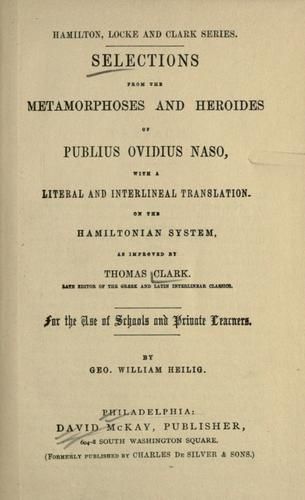 HAMILTON, LOCKE AND CLARK SERIES.
SELECTIONS
FROM THE
METAMORPHOSES AND HEROIDES
OF
PUBLIUS OVIDIUS NASO,
WITH A
LITERAL AND INTERLINEAL TRANSLATION.
ON THE
HAMILTONIAN SYSTEM,
AS IMPROVED BY
THOMAS CLARK.
LATE EDITOR OF THE GREEK AND LATIN INTERLINEAR CLASSICS.
For the Use of Schools and Private Learners.
BY
GEO. WILLIAM HEILIG.
PHILADELPHIA:
DAVID McKAY, PUBLISHER,
604-8 SOUTH WASHINGTON SQUARE.
(FORMERLY PUBLISHED BY CHARLES DE SILVER & SONS.)